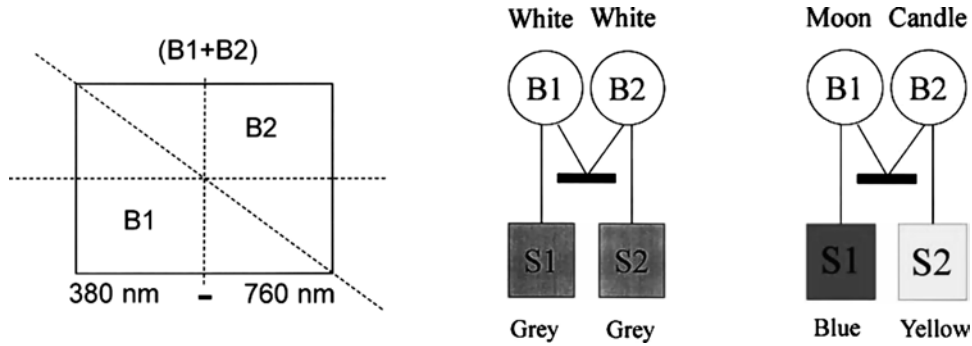 (B1+B2)
B2
B1
380 nm - 760 nm
White White
B1 B2
S1 S2
Grey Grey
Moon Candle
B1 B2
S1 S2
Blue Yellow